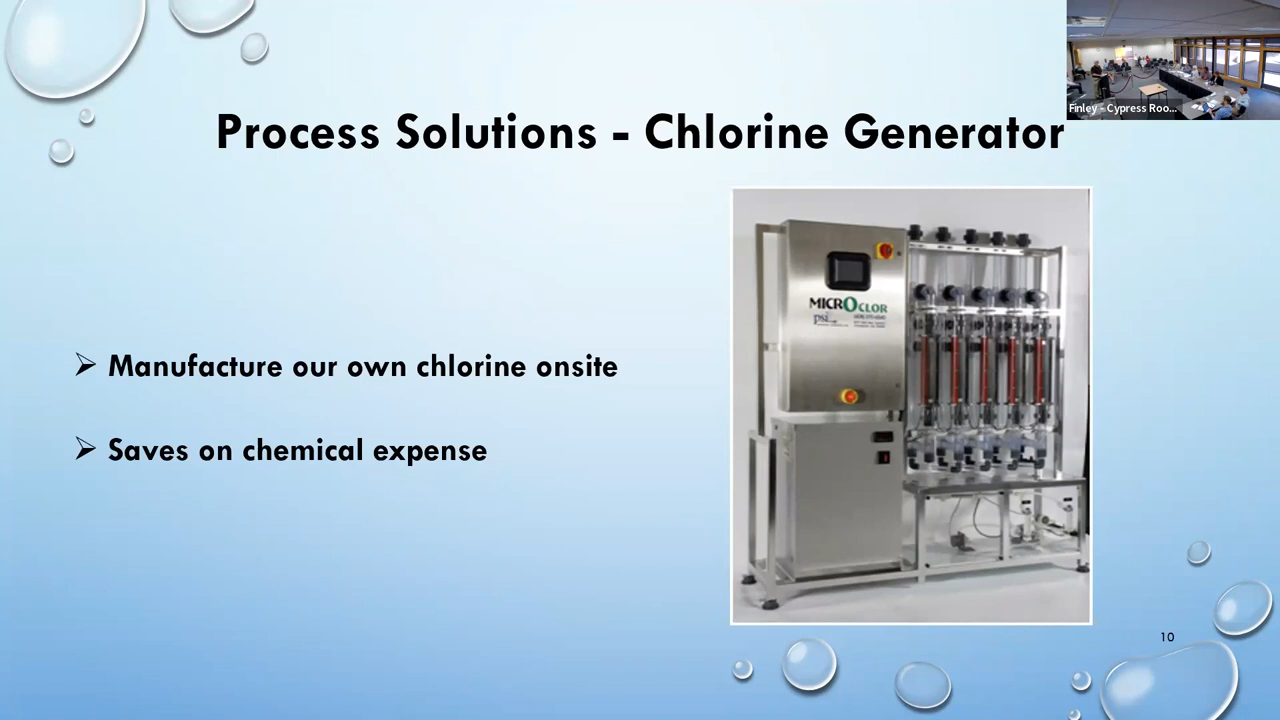 Process Solutions - Chlorine Generator
Finley - Cypress Roo...
MICROCLOR
psi
➢ Manufacture our own chlorine onsite
➢ Saves on chemical expense
10